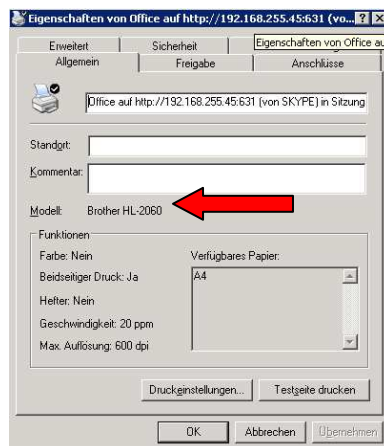 Eigenschaften von Office auf http://192.168.255.45:631 (vo...
Eigenschaften von Office au
Erweitert Sicherheit
Allgemein Freigabe Anschlüsse
Office auf http://192.168.255.45:631 (von SKYPE) in Sitzung
Standort:
Kommentar:
Modell: Brother HL-2060
Funktionen
Farbe: Nein Verfügbares Papier:
Beidseitiger Druck: Ja A4
Hefter: Nein
Geschwindigkeit: 20 ppm
Max. Auflösung: 600 dpi
Druckeinstellungen... Testseite drucken
OK Abbrechen Übernehmen